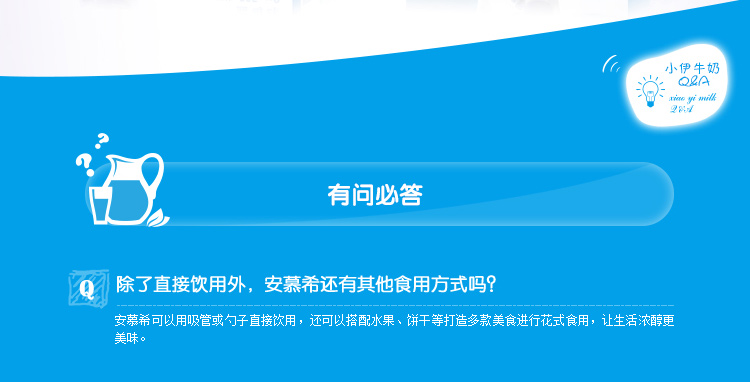 小伊牛奶
Q&A
xiao yi milk
Q&A
有问必答
Q 除了直接饮用外，安慕希还有其他食用方式吗？
安慕希可以用吸管或勺子直接饮用，还可以搭配水果、饼干等打造多款美食进行花式食用，让生活浓醇更
美味。